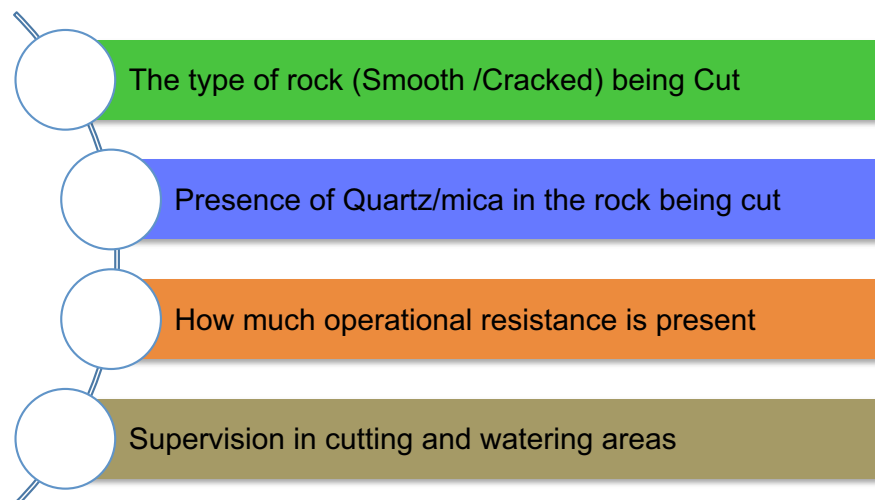 The type of rock (Smooth /Cracked) being Cut
Presence of Quartz/mica in the rock being cut
How much operational resistance is present
Supervision in cutting and watering areas